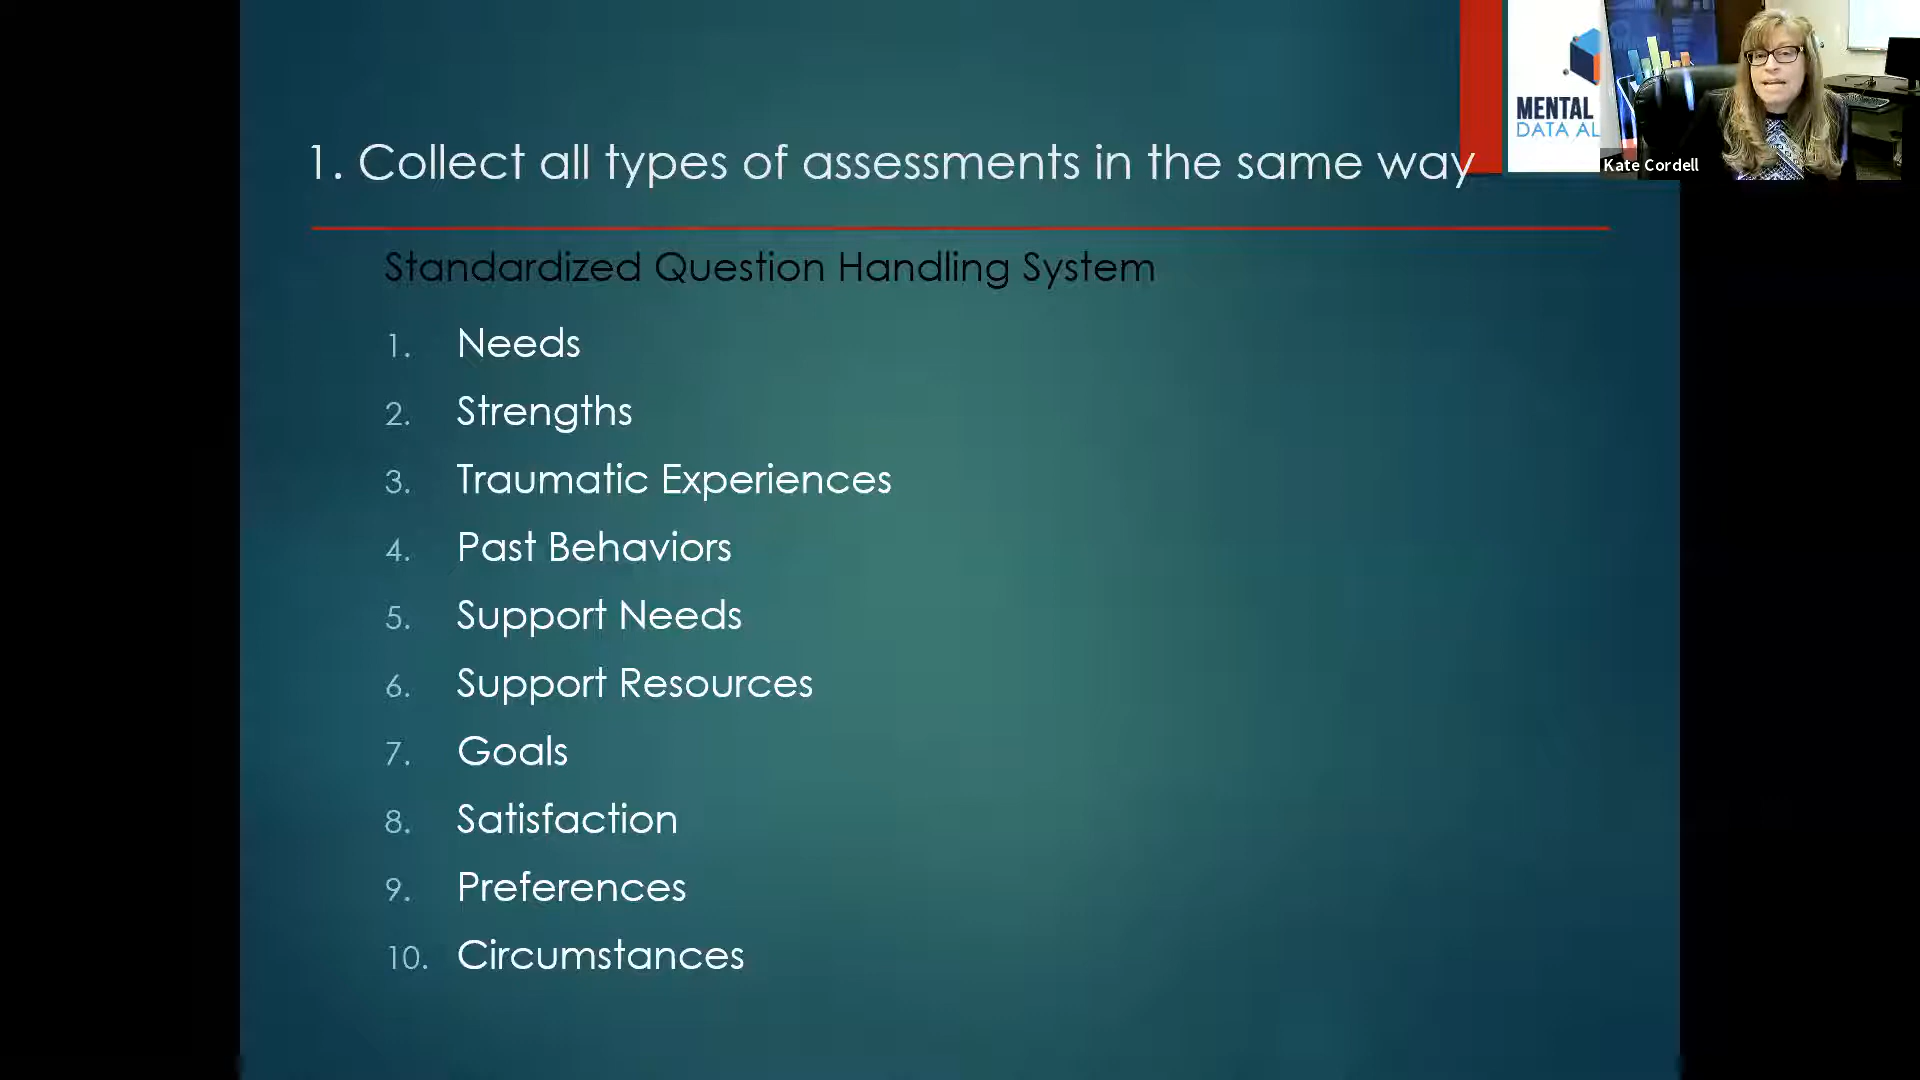 1. Collect all types of assessments in the same way
MENTAL
DATA AL
Kate Cordell
Standardized Question Handling System
1. Needs
2. Strengths
3. Traumatic Experiences
4. Past Behaviors
5. Support Needs
6. Support Resources
7. Goals
8. Satisfaction
9. Preferences
10. Circumstances